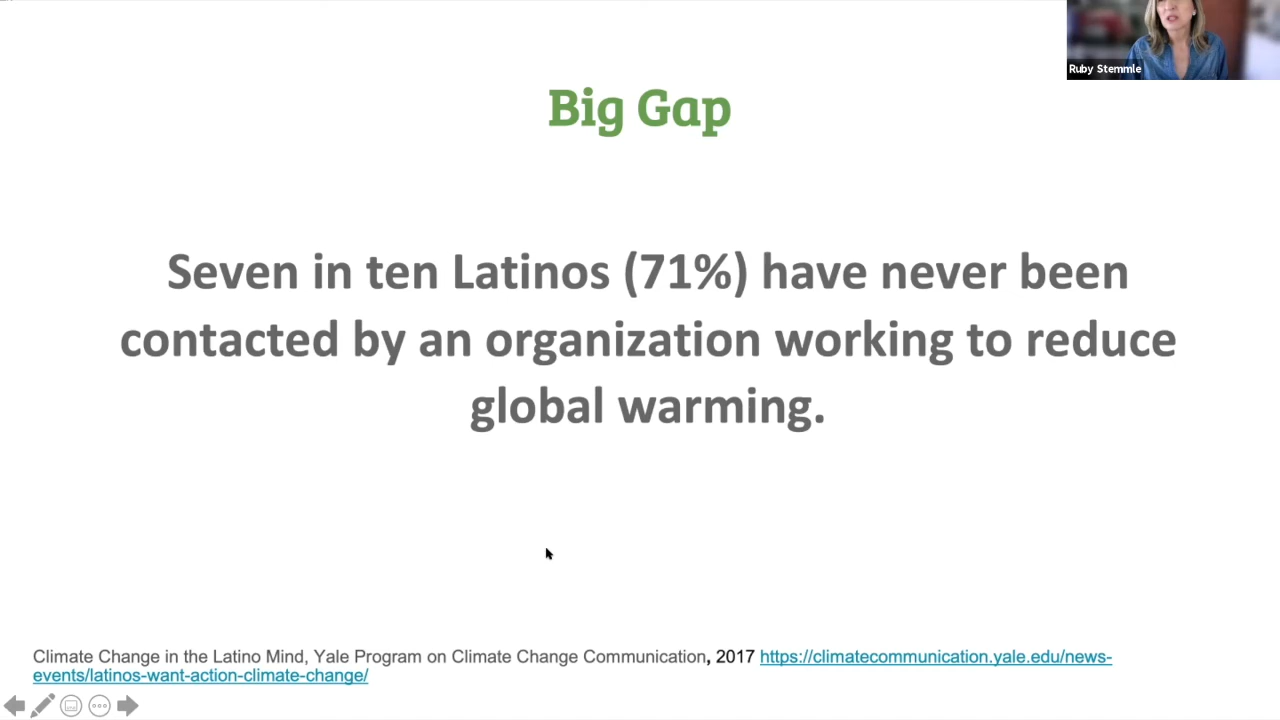 Ruby Stemmle
Big Gap
Seven in ten Latinos (71%) have never been
contacted by an organization working to reduce
global warming.
Climate Change in the Latino Mind, Yale Program on Climate Change Communication, 2017 https://climatecommunication.yale.edu/news-
events/latinos-want-action-climate-change/